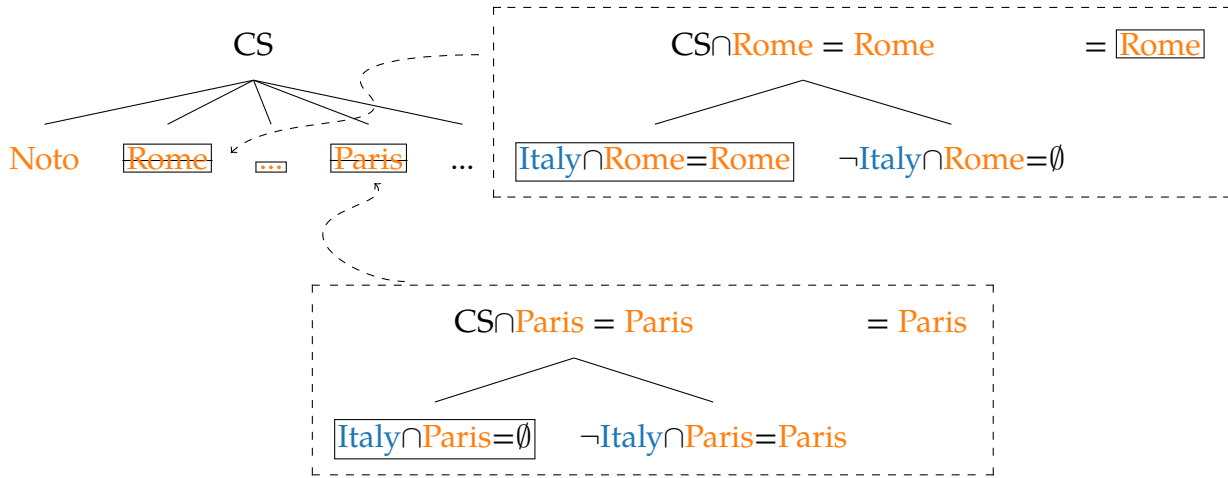 CS
CS∩Rome = Rome = Rome
Noto Rome ... Paris ...
Italy∩Rome=Rome ¬Italy∩Rome=∅
CS∩Paris = Paris = Paris
Italy∩Paris=∅ ¬Italy∩Paris=Paris